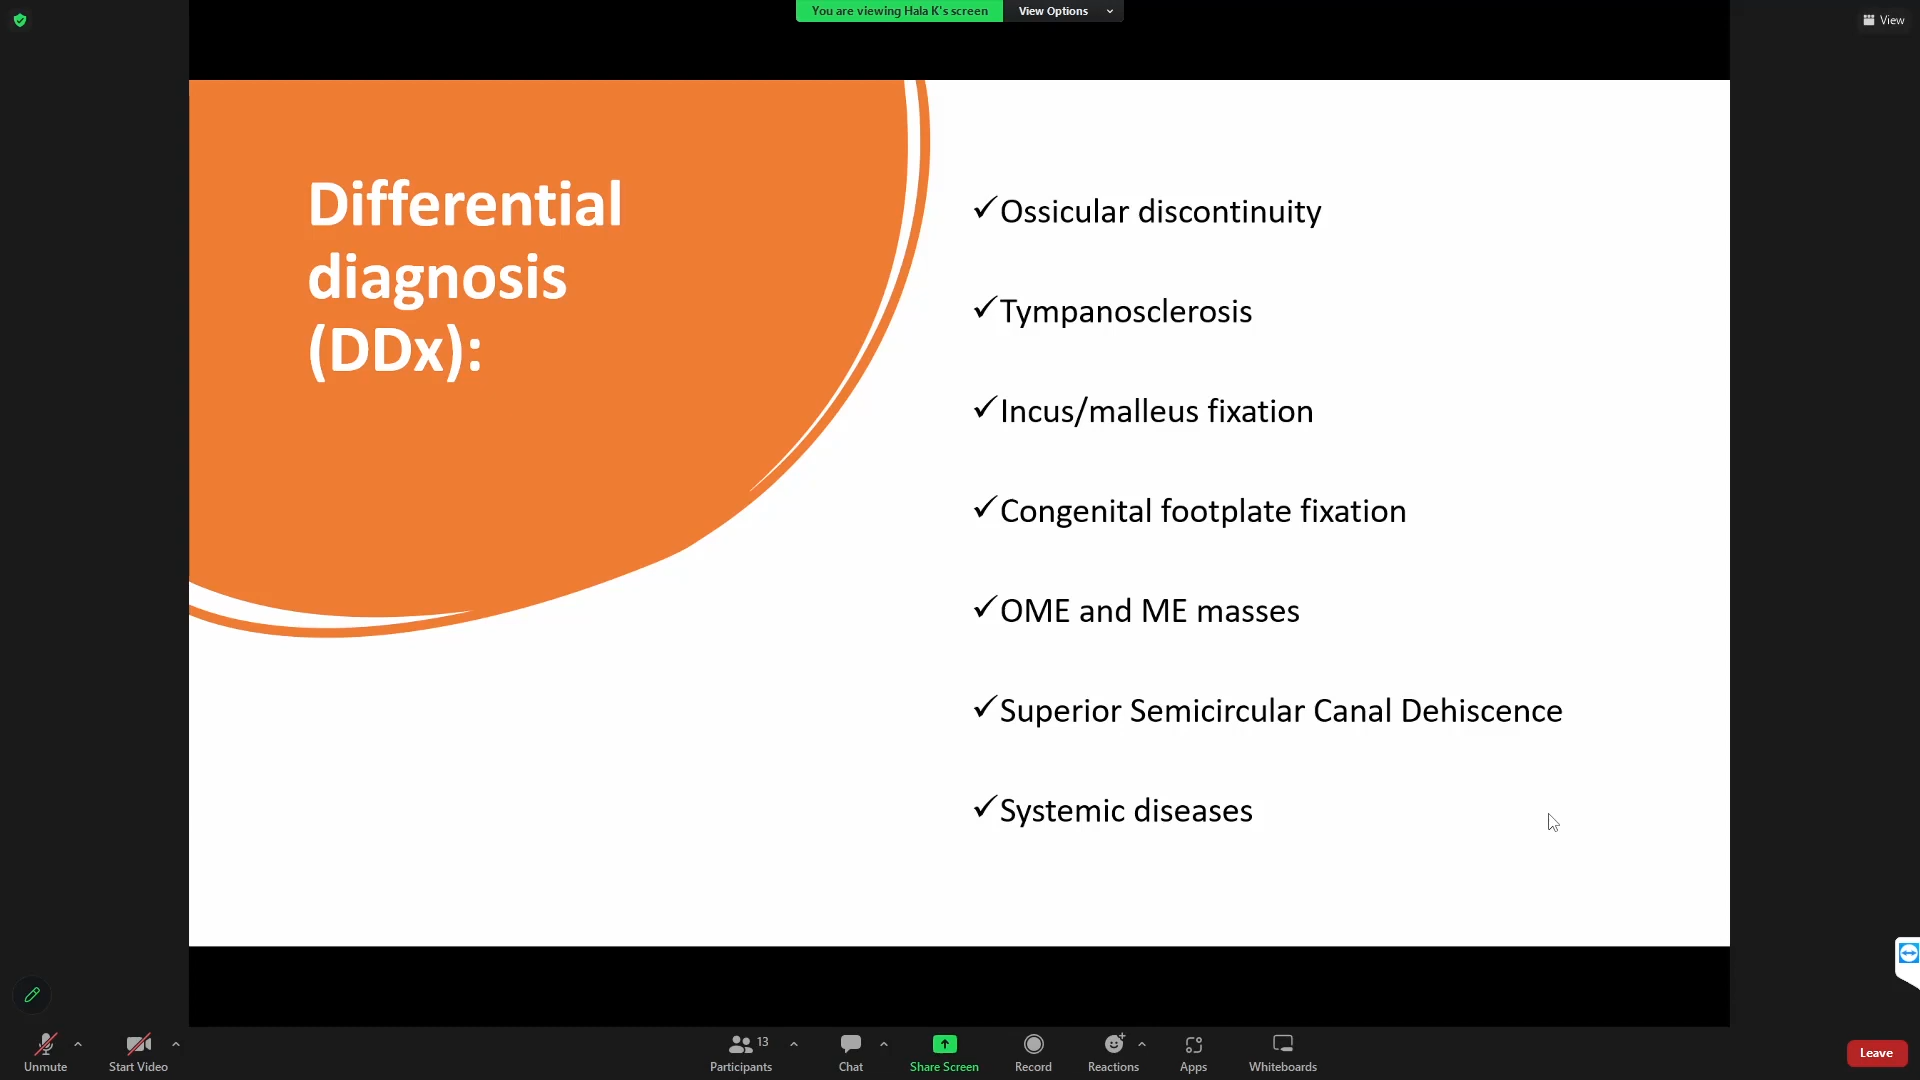 You are viewing Hala K's screen View Options
View
Differential
diagnosis
(DDx):
✓Ossicular discontinuity
✓Tympanosclerosis
✓Incus/malleus fixation
✓Congenital footplate fixation
✓OME and ME masses
✓Superior Semicircular Canal Dehiscence
✓Systemic diseases
Unmute
Start Video
13
Participants
Chat
Share Screen
Record
Reactions
Apps
Whiteboards
Leave